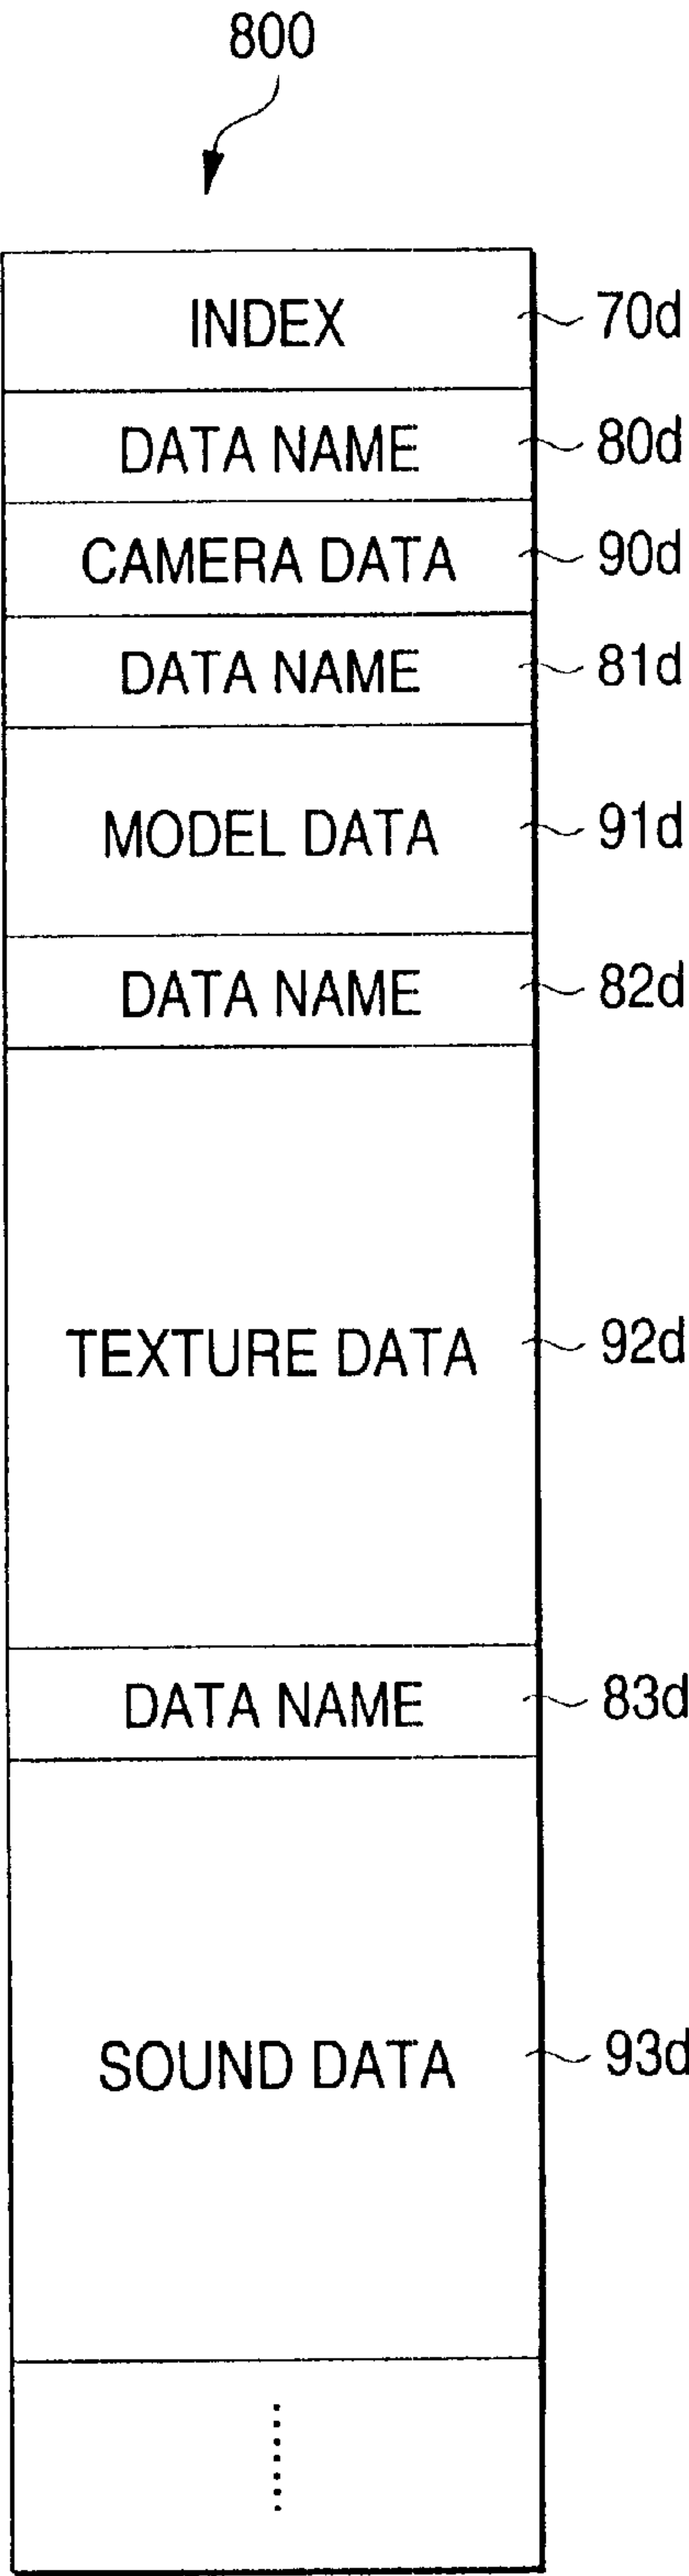 800
INDEX 70d
DATA NAME 80d
CAMERA DATA 90d
DATA NAME 81d
MODEL DATA 91d
DATA NAME 82d
TEXTURE DATA 92d
DATA NAME 83d
SOUND DATA 93d